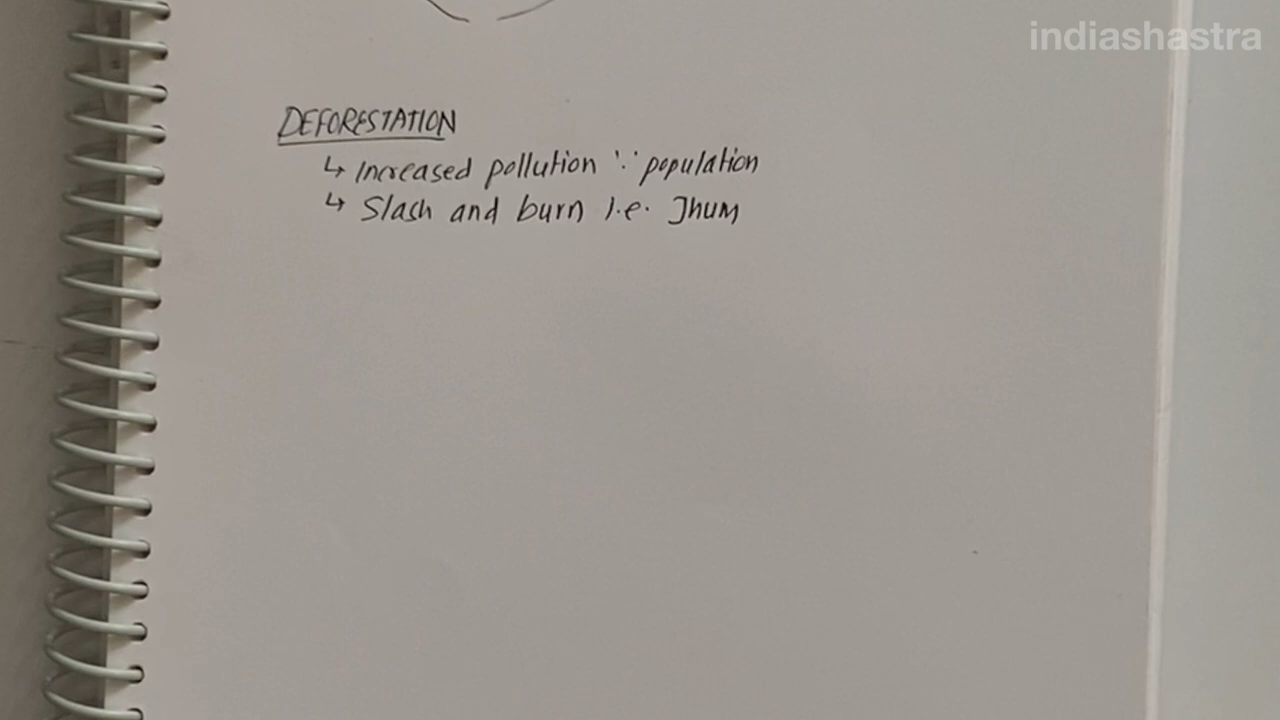 indiashastra
DEFORESTATION
↳ Increased pollution ∵ population
↳ Slash and burn i.e. Jhum